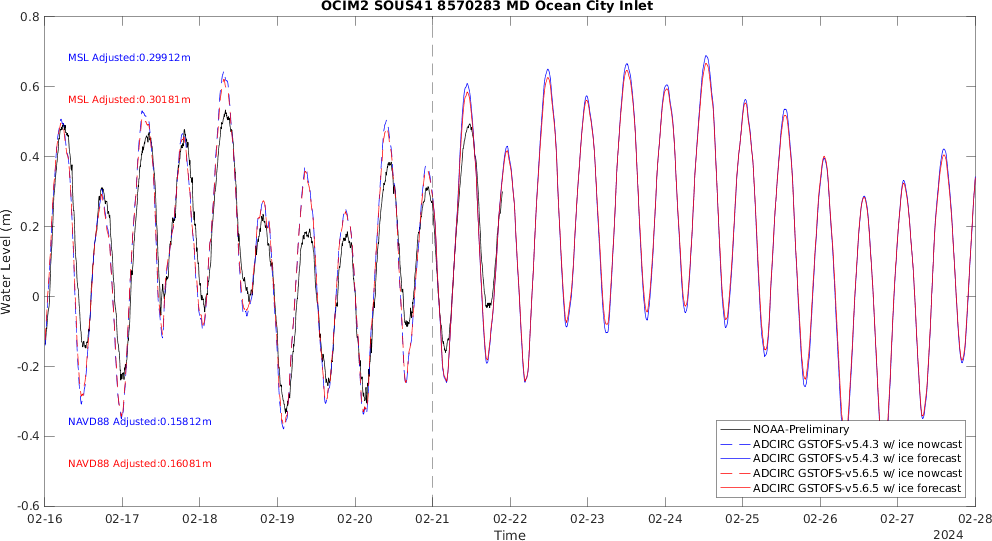 OCIM2 SOUS41 8570283 MD Ocean City Inlet
Water Level (m)
0.8
0.6
0.4
0.2
0
-0.2
-0.4
-0.6
MSL Adjusted:0.29912m
MSL Adjusted:0.30181m
NAVD88 Adjusted:0.15812m
NAVD88 Adjusted:0.16081m
NOAA-Preliminary
ADCIRC GSTOFS-v5.4.3 w/ ice nowcast
ADCIRC GSTOFS-v5.4.3 w/ ice forecast
ADCIRC GSTOFS-v5.6.5 w/ ice nowcast
ADCIRC GSTOFS-v5.6.5 w/ ice forecast
02-16 02-17 02-18 02-19 02-20 02-21 02-22 02-23 02-24 02-25 02-26 02-27 02-28
Time
2024